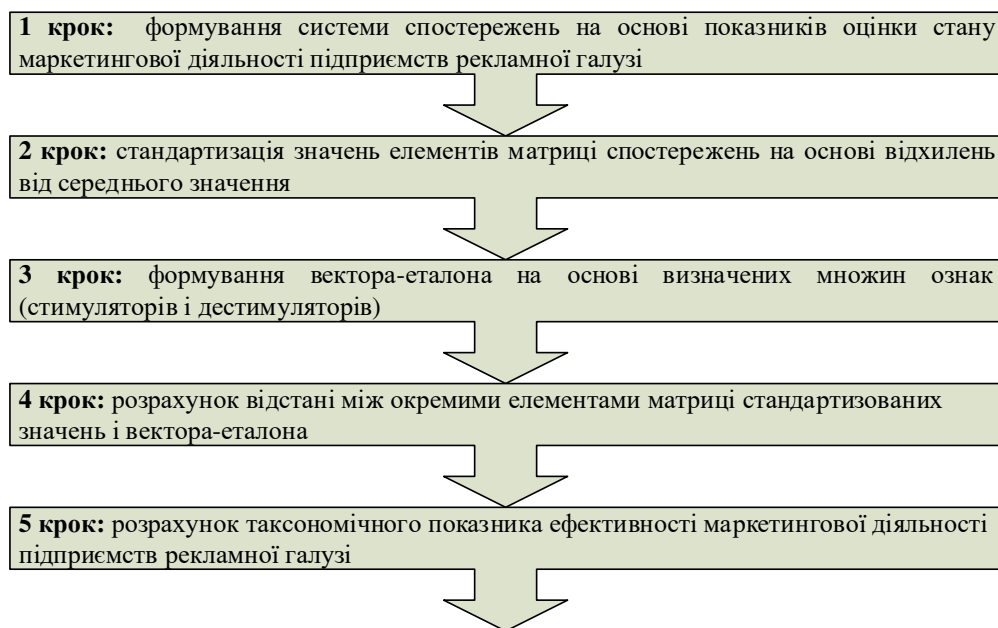 1 крок: формування системи спостережень на основі показників оцінки стану
маркетингової діяльності підприємств рекламної галузі
2 крок: стандартизація значень елементів матриці спостережень на основі відхилень
від середнього значення
3 крок: формування вектора-еталона на основі визначених множин ознак
(стимуляторів і дестимуляторів)
4 крок: розрахунок відстані між окремими елементами матриці стандартизованих
значень і вектора-еталона
5 крок: розрахунок таксономічного показника ефективності маркетингової діяльності
підприємств рекламної галузі